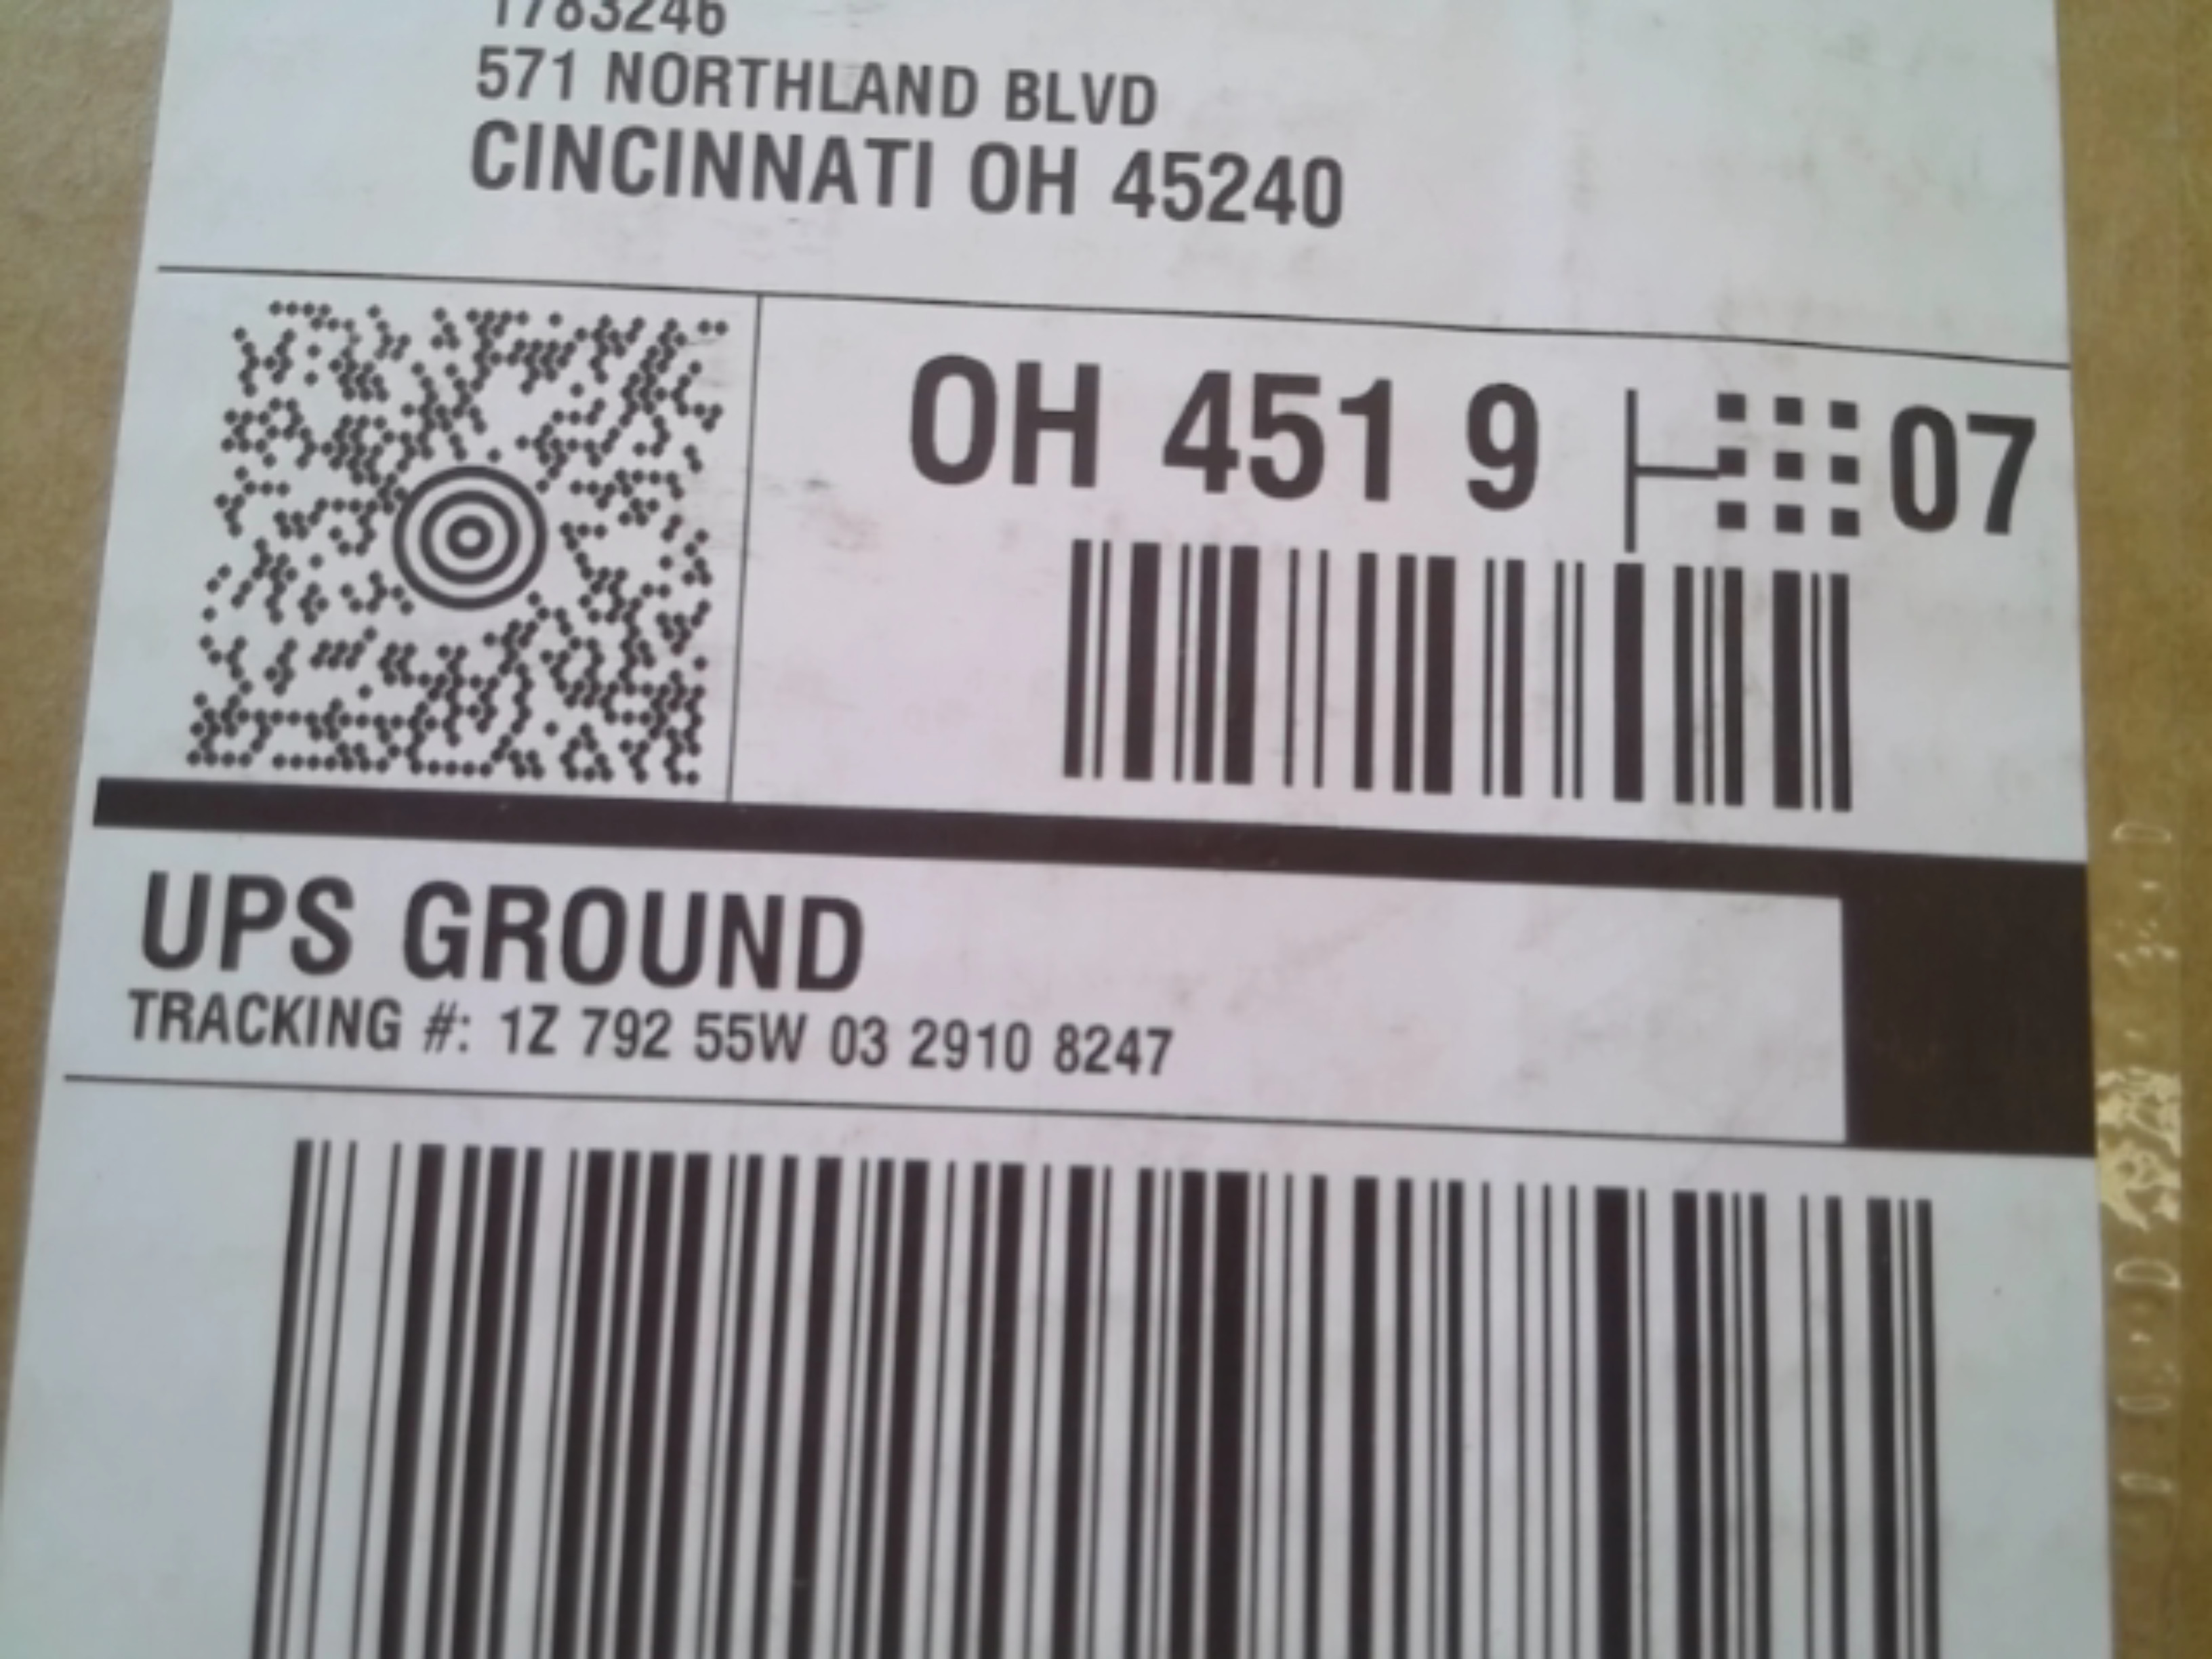 1783246
571 NORTHLAND BLVD
CINCINNATI OH 45240
OH 451 9 07
UPS GROUND
TRACKING #: 1Z 792 55W 03 2910 8247